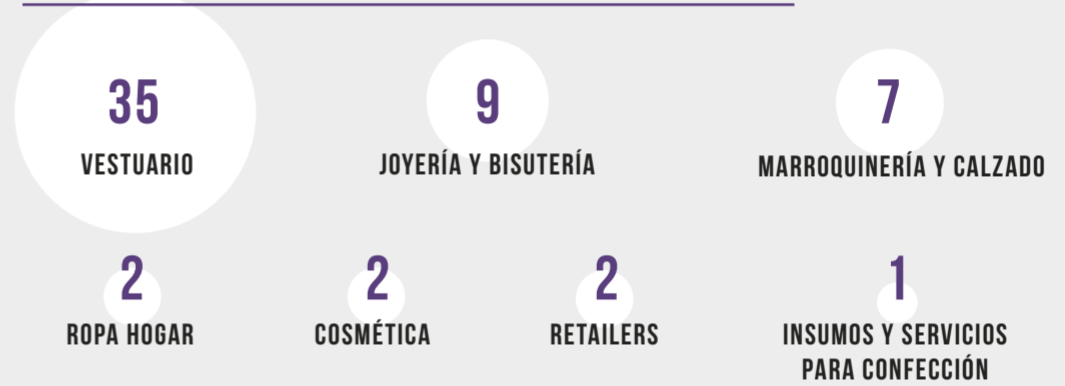 35
VESTUARIO
9
JOYERÍA Y BISUTERÍA
7
MARROQUINERÍA Y CALZADO
2
ROPA HOGAR
2
COSMÉTICA
2
RETAILERS
1
INSUMOS Y SERVICIOS
PARA CONFECCIÓN